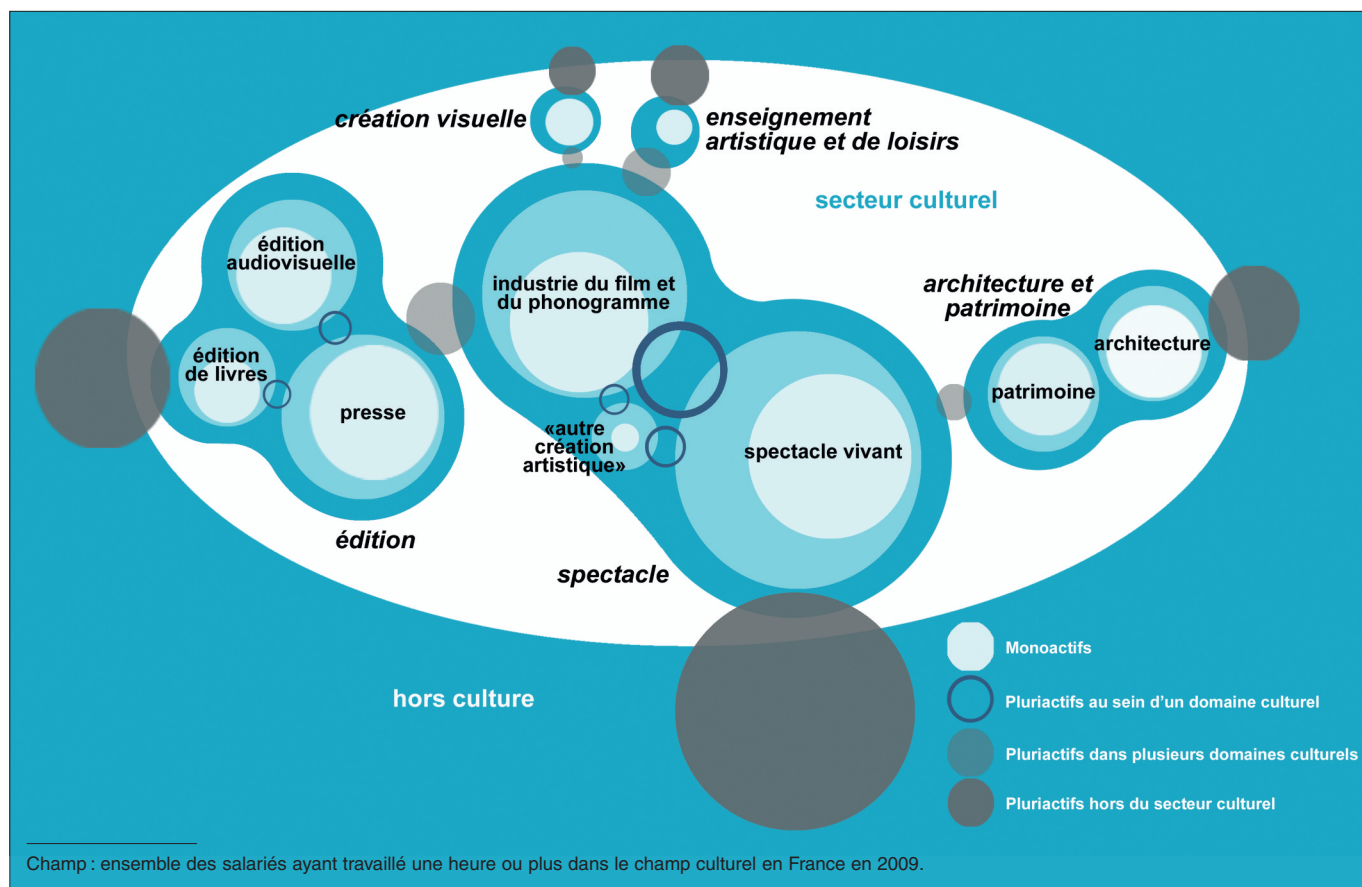 création visuelle
enseignement
artistique et de loisirs
secteur culturel
édition
audiovisuelle
industrie du film et
du phonogramme
architecture et
patrimoine
architecture
édition
de livres
presse
patrimoine
«autre
création
artistique»
spectacle vivant
édition
spectacle
hors culture
Monoactifs
Pluriactifs au sein d'un domaine culturel
Pluriactifs dans plusieurs domaines culturels
Pluriactifs hors du secteur culturel
Champ : ensemble des salariés ayant travaillé une heure ou plus dans le champ culturel en France en 2009.